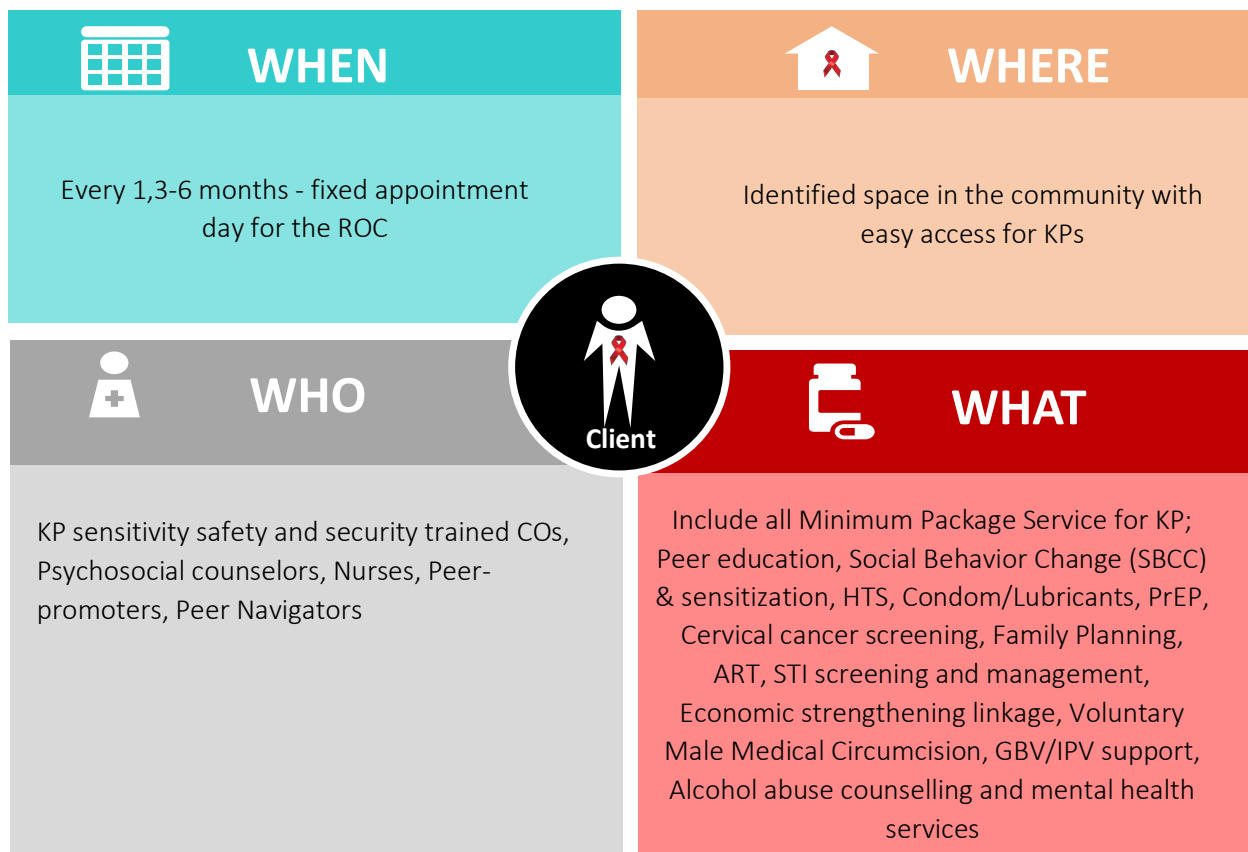 WHEN
Every 1,3-6 months - fixed appointment
day for the ROC
WHERE
Identified space in the community with
easy access for KPs
Client
WHO
KP sensitivity safety and security trained COs,
Psychosocial counselors, Nurses, Peer-
promoters, Peer Navigators
WHAT
Include all Minimum Package Service for KP;
Peer education, Social Behavior Change (SBCC)
& sensitization, HTS, Condom/Lubricants, PrEP,
Cervical cancer screening, Family Planning,
ART, STI screening and management,
Economic strengthening linkage, Voluntary
Male Medical Circumcision, GBV/IPV support,
Alcohol abuse counselling and mental health
services